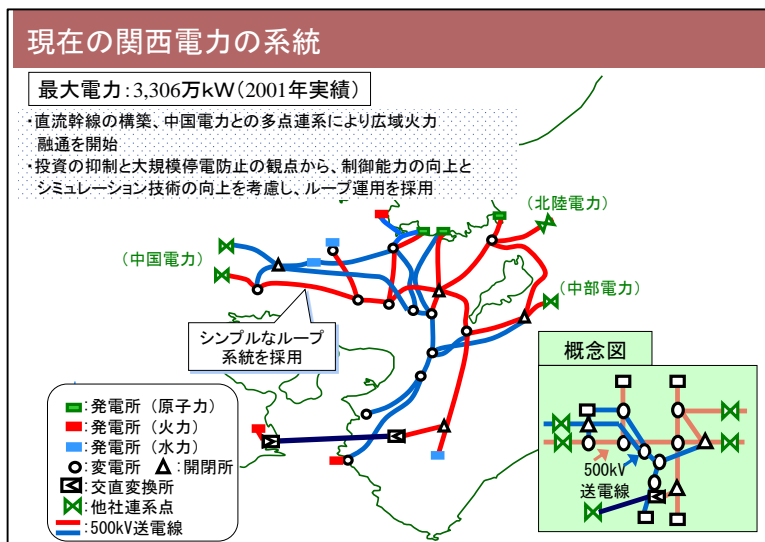 現在の関西電力の系統
最大電力:3,306万kW(2001年実績)
・直流幹線の構築、中国電力との多点連系により広域火力
融通を開始
・投資の抑制と大規模停電防止の観点から、制御能力の向上と
シミュレーション技術の向上を考慮し、ループ運用を採用
(北陸電力)
(中国電力)
(中部電力)
シンプルなループ
系統を採用
概念図
500kV
送電線
:発電所(原子力)
:発電所(火力)
:発電所(水力)
:変電所 :開閉所
:交直変換所
:他社連系点
:500kV送電線